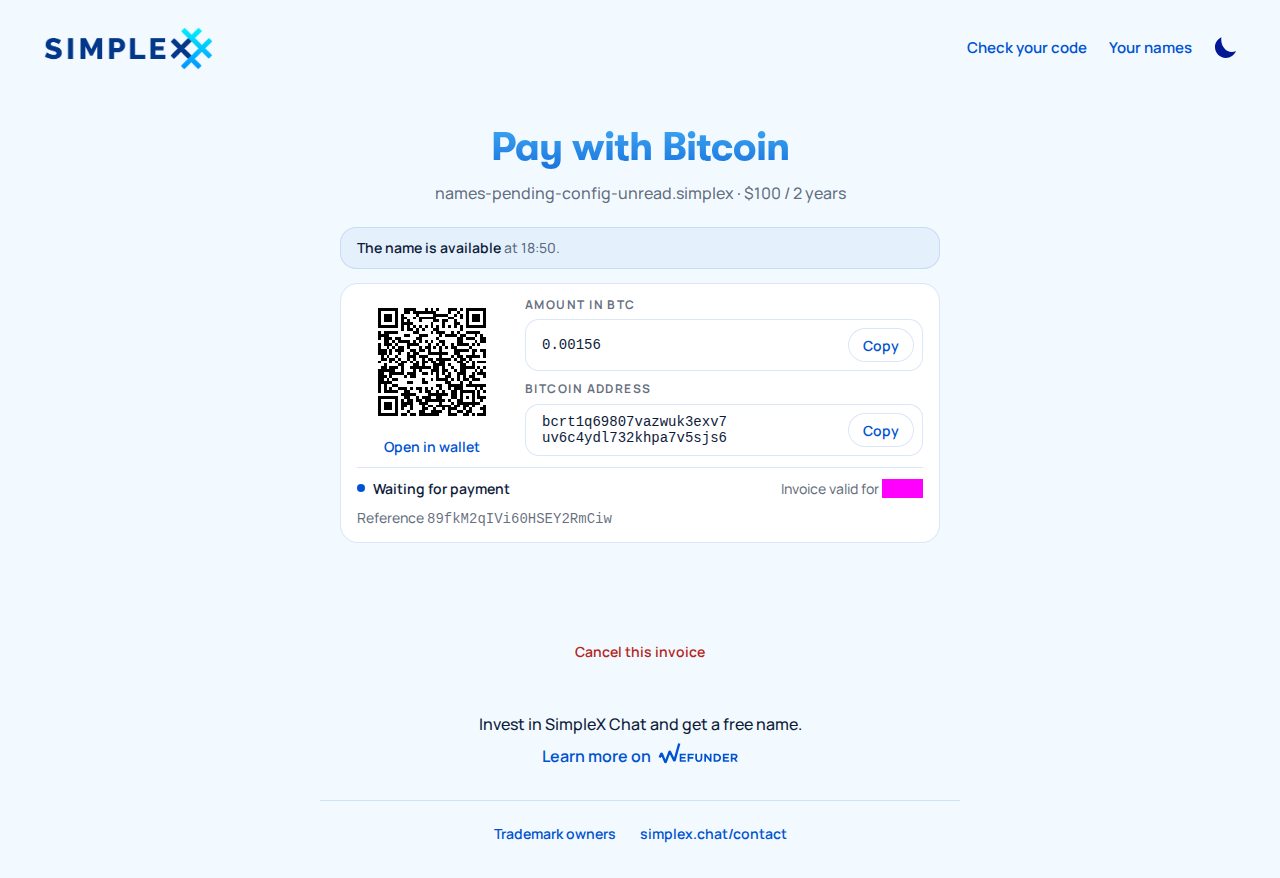 SIMPLEX
Check your code
Your names
Pay with Bitcoin
names-pending-config-unread.simplex · $100 / 2 years
The name is available at 18:50.
AMOUNT IN BTC
0.00156
Copy
BITCOIN ADDRESS
bcrt1q69807vazwuk3exv7
uv6c4ydl732khpa7v5sjs6
Copy
Open in wallet
Waiting for payment
Invoice valid for
Reference 89fkM2qIVi60HSEY2RmCiw
Cancel this invoice
Invest in SimpleX Chat and get a free name.
Learn more on WEFUNDER
Trademark owners
simplex.chat/contact